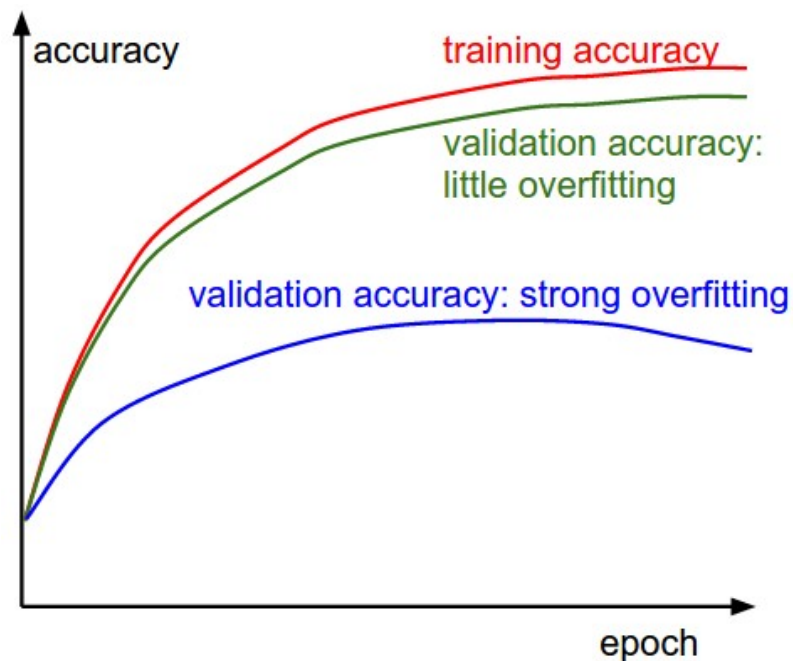 accuracy
training accuracy
validation accuracy:
little overfitting
validation accuracy: strong overfitting
epoch